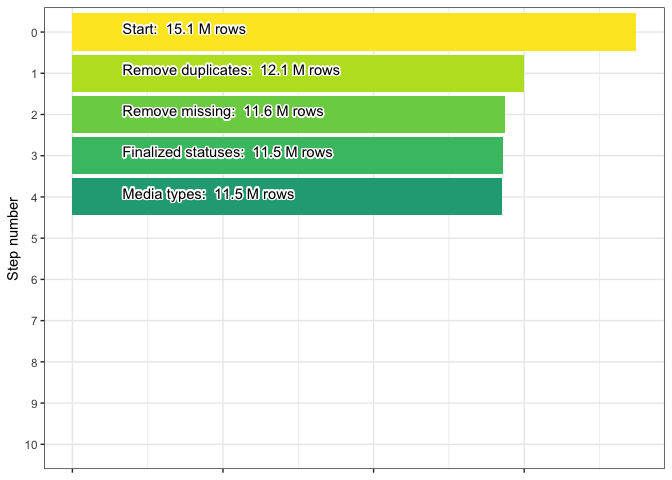 0
Start:  15.1 M rows
1
Remove duplicates:  12.1 M rows
2
Remove missing:  11.6 M rows
3
Finalized statuses:  11.5 M rows
4
Media types:  11.5 M rows
5
6
7
8
9
10
Step number